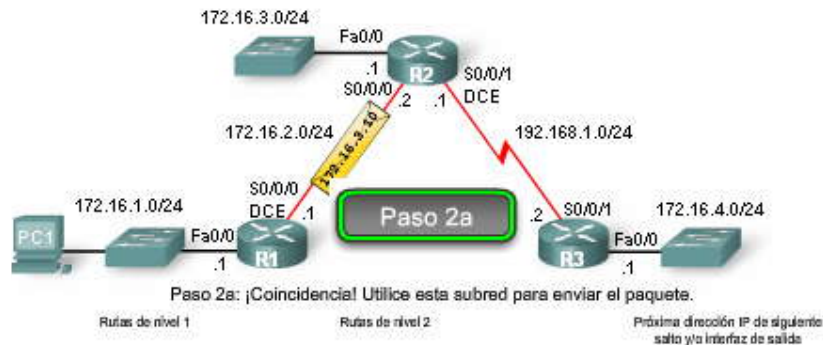 172.16.3.0/24
Fa0/0
.1
R2
S0/0/0
.2
.1
S0/0/1
DCE
172.16.2.0/24
172.16.3.10
192.168.1.0/24
S0/0/0
DCE
.1
Paso 2a
172.16.1.0/24
PC1
Fa0/0
.1
R1
.2
S0/0/1
172.16.4.0/24
R3
Fa0/0
.1
Paso 2a: ¡Coincidencia! Utilice esta subred para enviar el paquete.
Rutas de nivel 1
Rutas de nivel 2
Próxima dirección IP de siguiente
salto y/o interfaz de salida